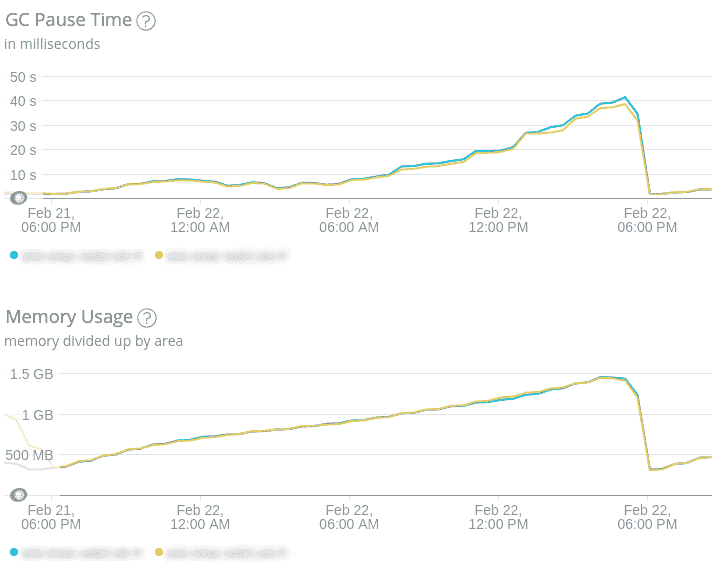 GC Pause Time ?
in milliseconds
50 s
40 s
30 s
20 s
10 s
Feb 21, Feb 22, Feb 22, Feb 22, Feb 22,
06:00 PM 12:00 AM 06:00 AM 12:00 PM 06:00 PM
Memory Usage ?
memory divided up by area
1.5 GB
1 GB
500 MB
Feb 21, Feb 22, Feb 22, Feb 22, Feb 22,
06:00 PM 12:00 AM 06:00 AM 12:00 PM 06:00 PM